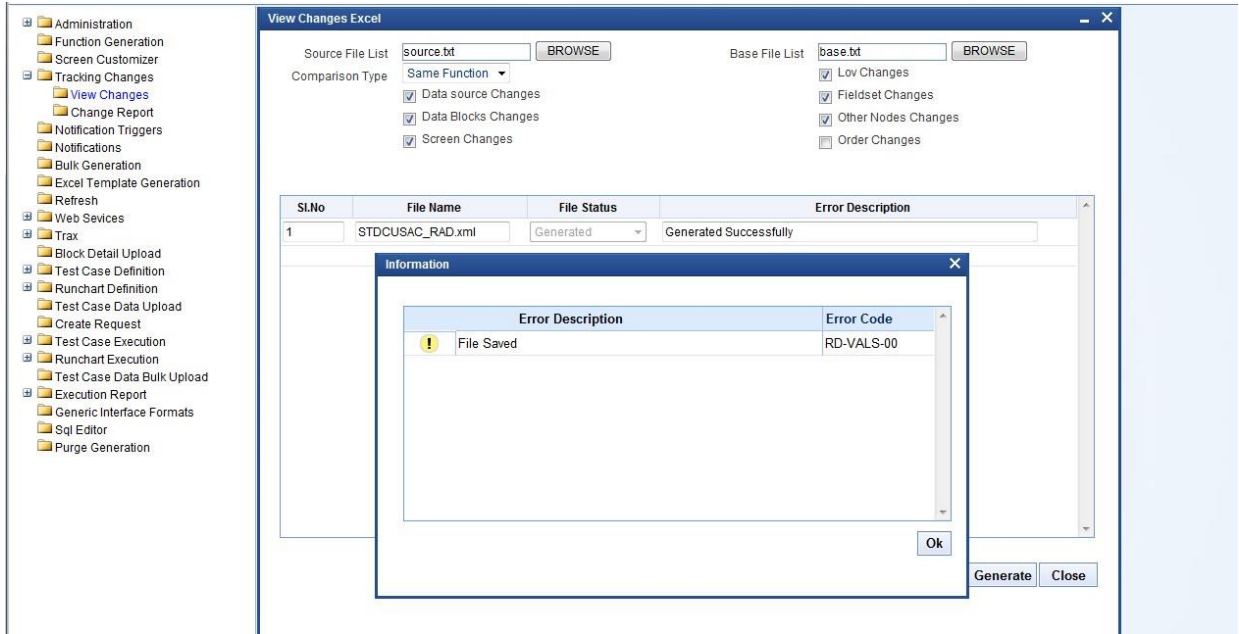 Administration
Function Generation
Screen Customizer
Tracking Changes
View Changes
Change Report
Notification Triggers
Notifications
Bulk Generation
Excel Template Generation
Refresh
Web Sevices
Trax
Block Detail Upload
Test Case Definition
Runchart Definition
Test Case Data Upload
Create Request
Test Case Execution
Runchart Execution
Test Case Data Bulk Upload
Execution Report
Generic Interface Formats
Sql Editor
Purge Generation
View Changes Excel
Source File List source.txt BROWSE Base File List base.txt BROWSE
Comparison Type Same Function Lov Changes
Data source Changes Fieldset Changes
Data Blocks Changes Other Nodes Changes
Screen Changes Order Changes
Sl.No File Name File Status Error Description
1 STDCUSAC_RAD.xml Generated Generated Successfully
Information
Error Description Error Code
File Saved RD-VALS-00
Ok
Generate Close